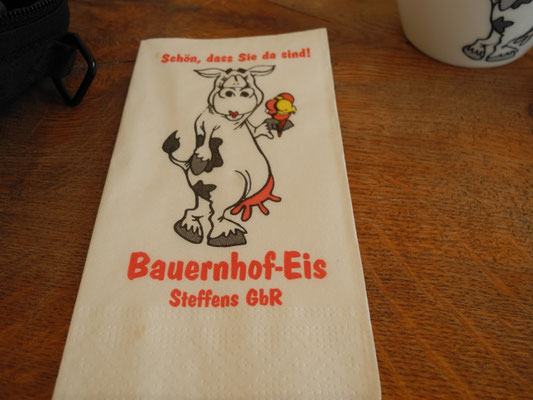 Schön, dass Sie da sind!
Bauernhof-Eis
Steffens GbR